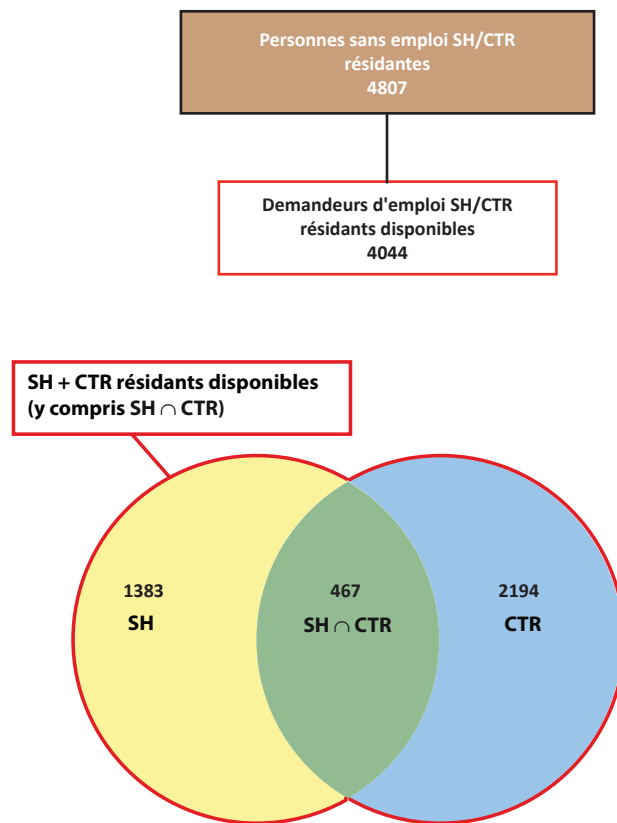 Personnes sans emploi SH/CTR
résidantes
4807
Demandeurs d'emploi SH/CTR
résidants disponibles
4044
SH + CTR résidants disponibles
(y compris SH ∩ CTR)
1383 467 2194
SH SH ∩ CTR CTR